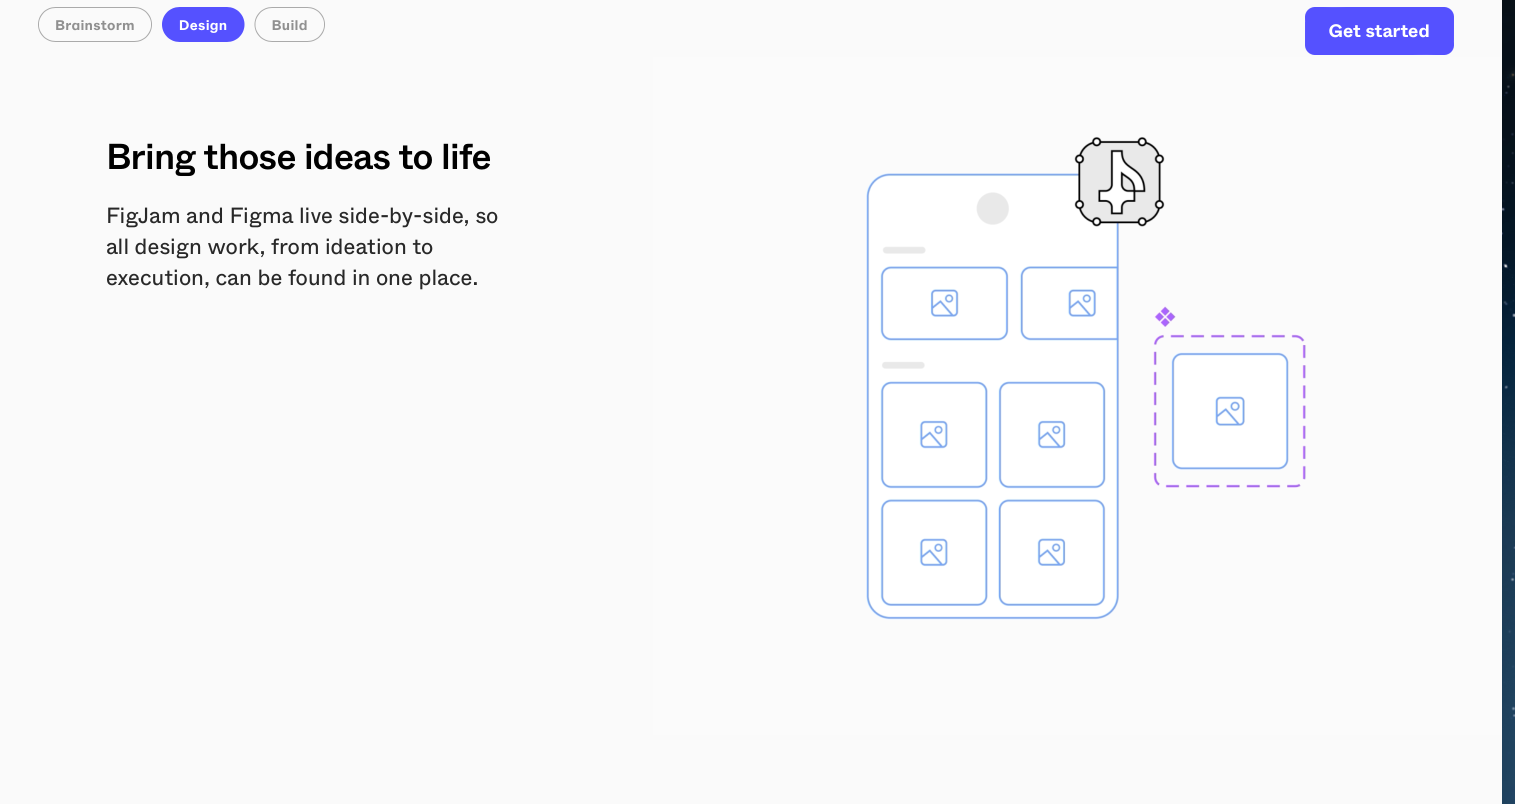 Brainstorm
Design
Build
Get started
Bring those ideas to life
FigJam and Figma live side-by-side, so
all design work, from ideation to
execution, can be found in one place.